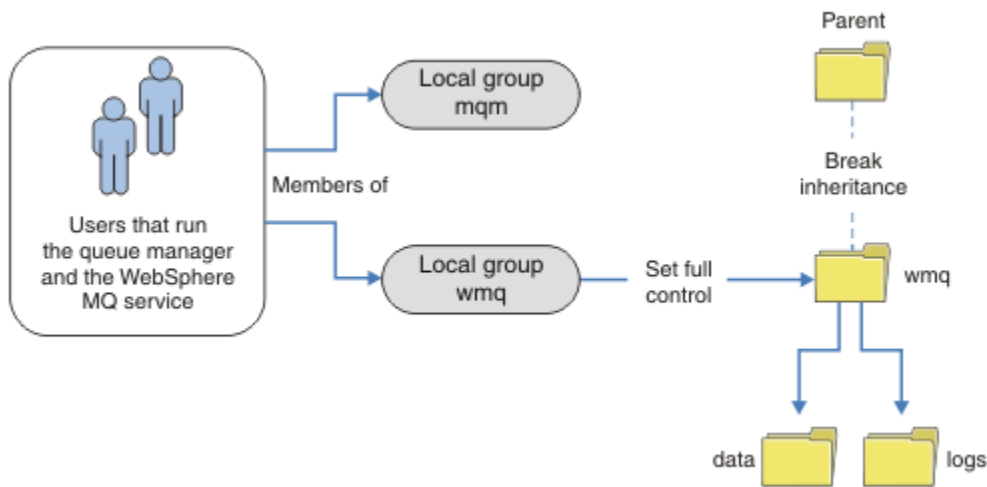 Parent
Local group
mqm
Members of
Break
inheritance
Users that run
the queue manager
and the WebSphere
MQ service
Local group
wmq
Set full
control
wmq
data
logs